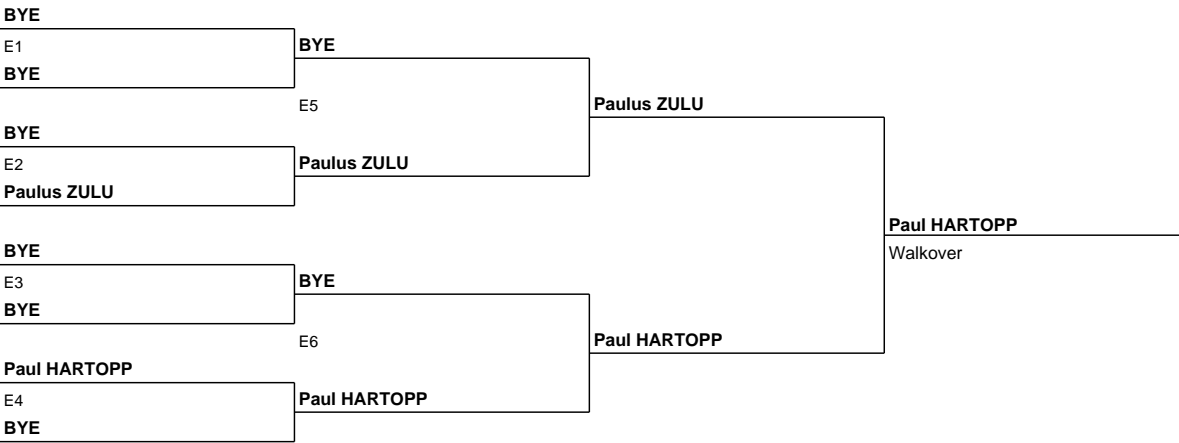 BYE
E1
BYE
BYE
E5
Paulus ZULU
BYE
E2
Paulus ZULU
Paulus ZULU
Paul HARTOPP
Walkover
BYE
E3
BYE
BYE
E6
Paul HARTOPP
Paul HARTOPP
E4
Paul HARTOPP
BYE